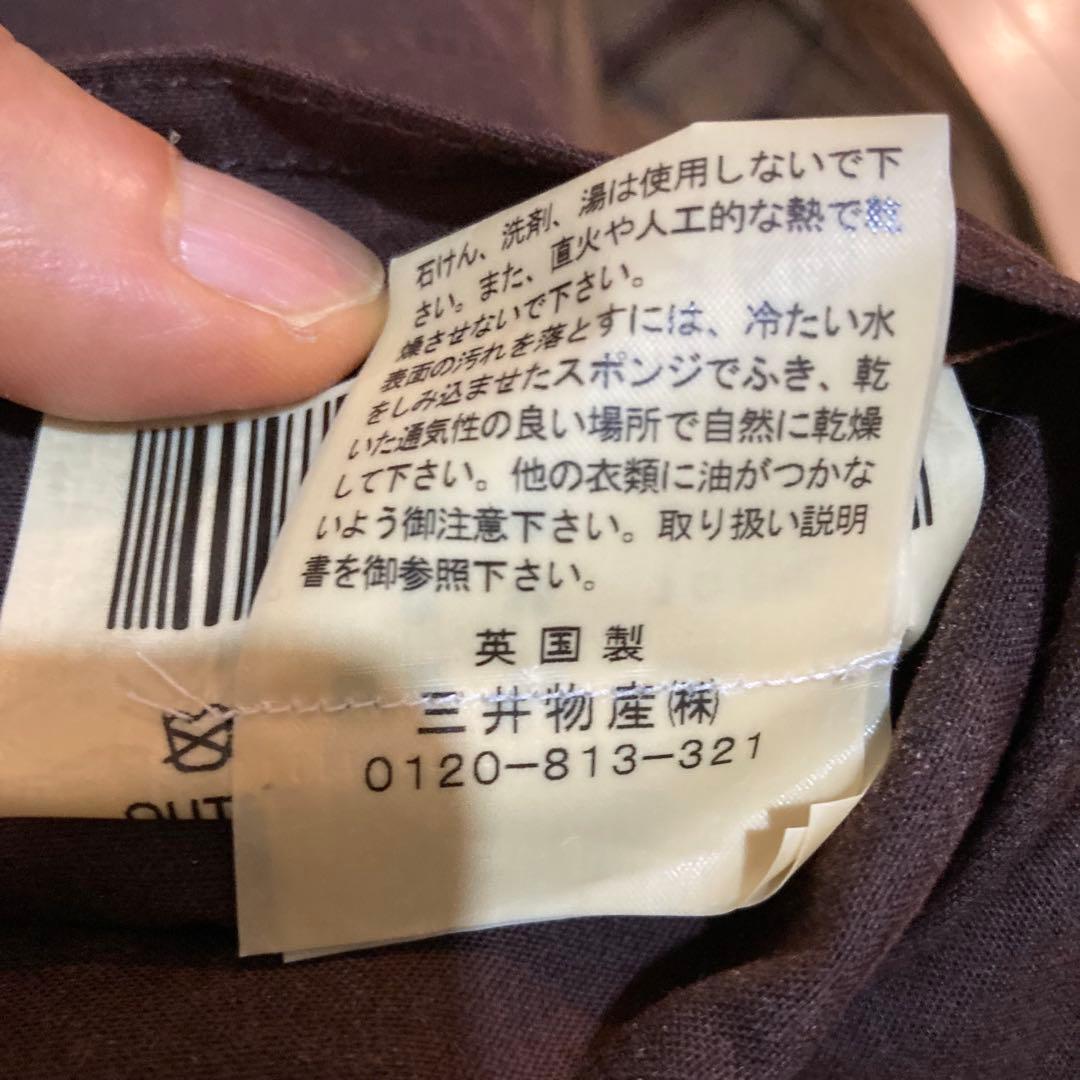 石けん、洗剤、湯は使用しないで下
さい。また、直火や人工的な熱で乾
燥させないで下さい。
表面の汚れを落とすには、冷たい水
をしみ込ませたスポンジでふき、乾
いた通気性の良い場所で自然に乾燥
して下さい。他の衣類に油がつかな
いよう御注意下さい。取り扱い説明
書を御参照下さい。
英国製
三井物産㈱
0120-813-321